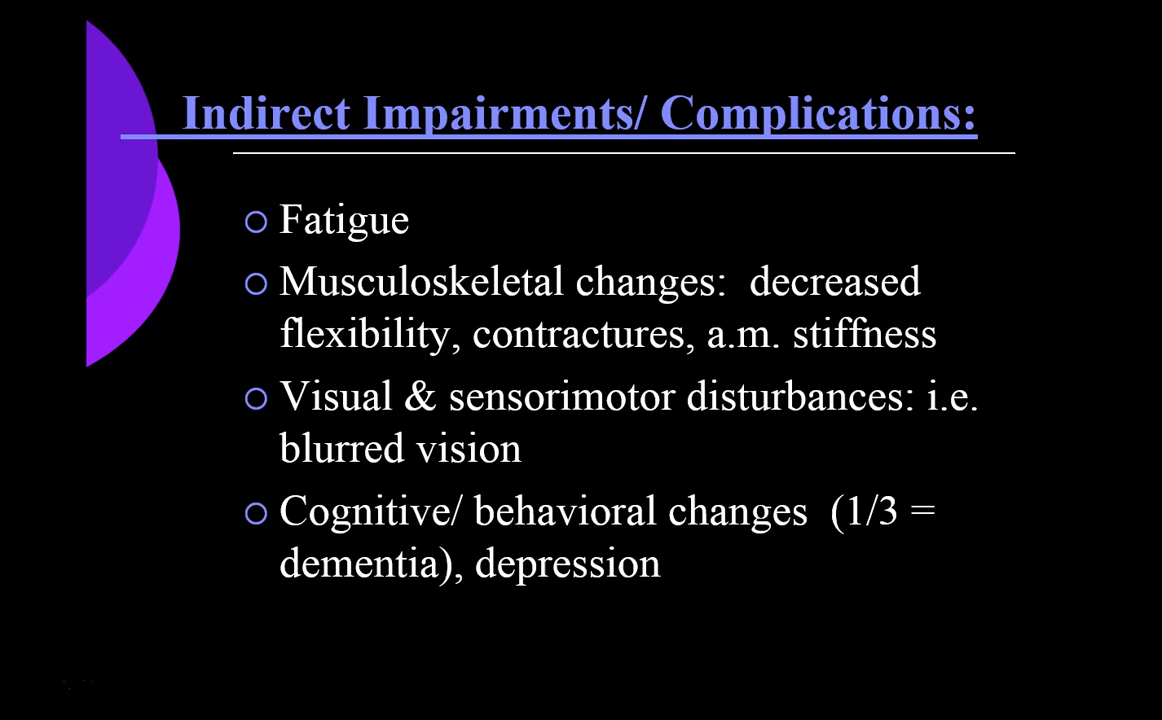 Indirect Impairments/ Complications:
Fatigue
Musculoskeletal changes:  decreased
flexibility, contractures, a.m. stiffness
Visual & sensorimotor disturbances: i.e.
blurred vision
Cognitive/ behavioral changes  (1/3 =
dementia), depression